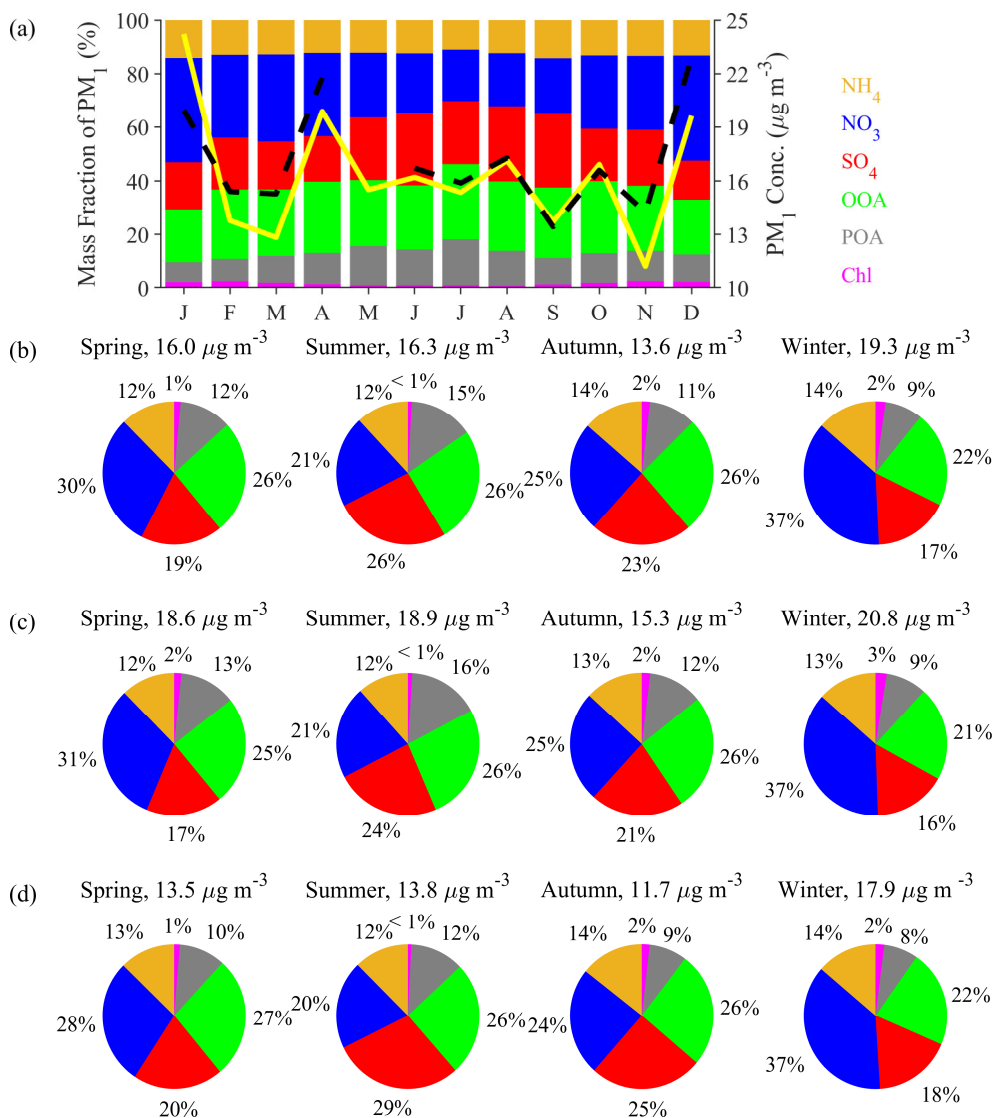 (a)
Mass Fraction of PM₁ (%)
100
80
60
40
20
0
J F M A M J J A S O N D
25
22
19
16
13
10
PM₁ Conc. (μg m⁻³)
NH₄
NO₃
SO₄
OOA
POA
Chl
(b)
Spring, 16.0 μg m⁻³ Summer, 16.3 μg m⁻³ Autumn, 13.6 μg m⁻³ Winter, 19.3 μg m⁻³
12% 1% 12% 12% < 1% 15% 14% 2% 11% 14% 2% 9%
30% 26% 21% 26% 25% 26% 37% 22%
19% 26% 23% 17%
(c)
Spring, 18.6 μg m⁻³ Summer, 18.9 μg m⁻³ Autumn, 15.3 μg m⁻³ Winter, 20.8 μg m⁻³
12% 2% 13% 12% < 1% 16% 13% 2% 12% 13% 3% 9%
31% 25% 21% 26% 25% 26% 37% 21%
17% 24% 21% 16%
(d)
Spring, 13.5 μg m⁻³ Summer, 13.8 μg m⁻³ Autumn, 11.7 μg m⁻³ Winter, 17.9 μg m⁻³
13% 1% 10% 12% < 1% 12% 14% 2% 9% 14% 2% 8%
28% 27% 20% 26% 24% 26% 37% 22%
20% 29% 25% 18%